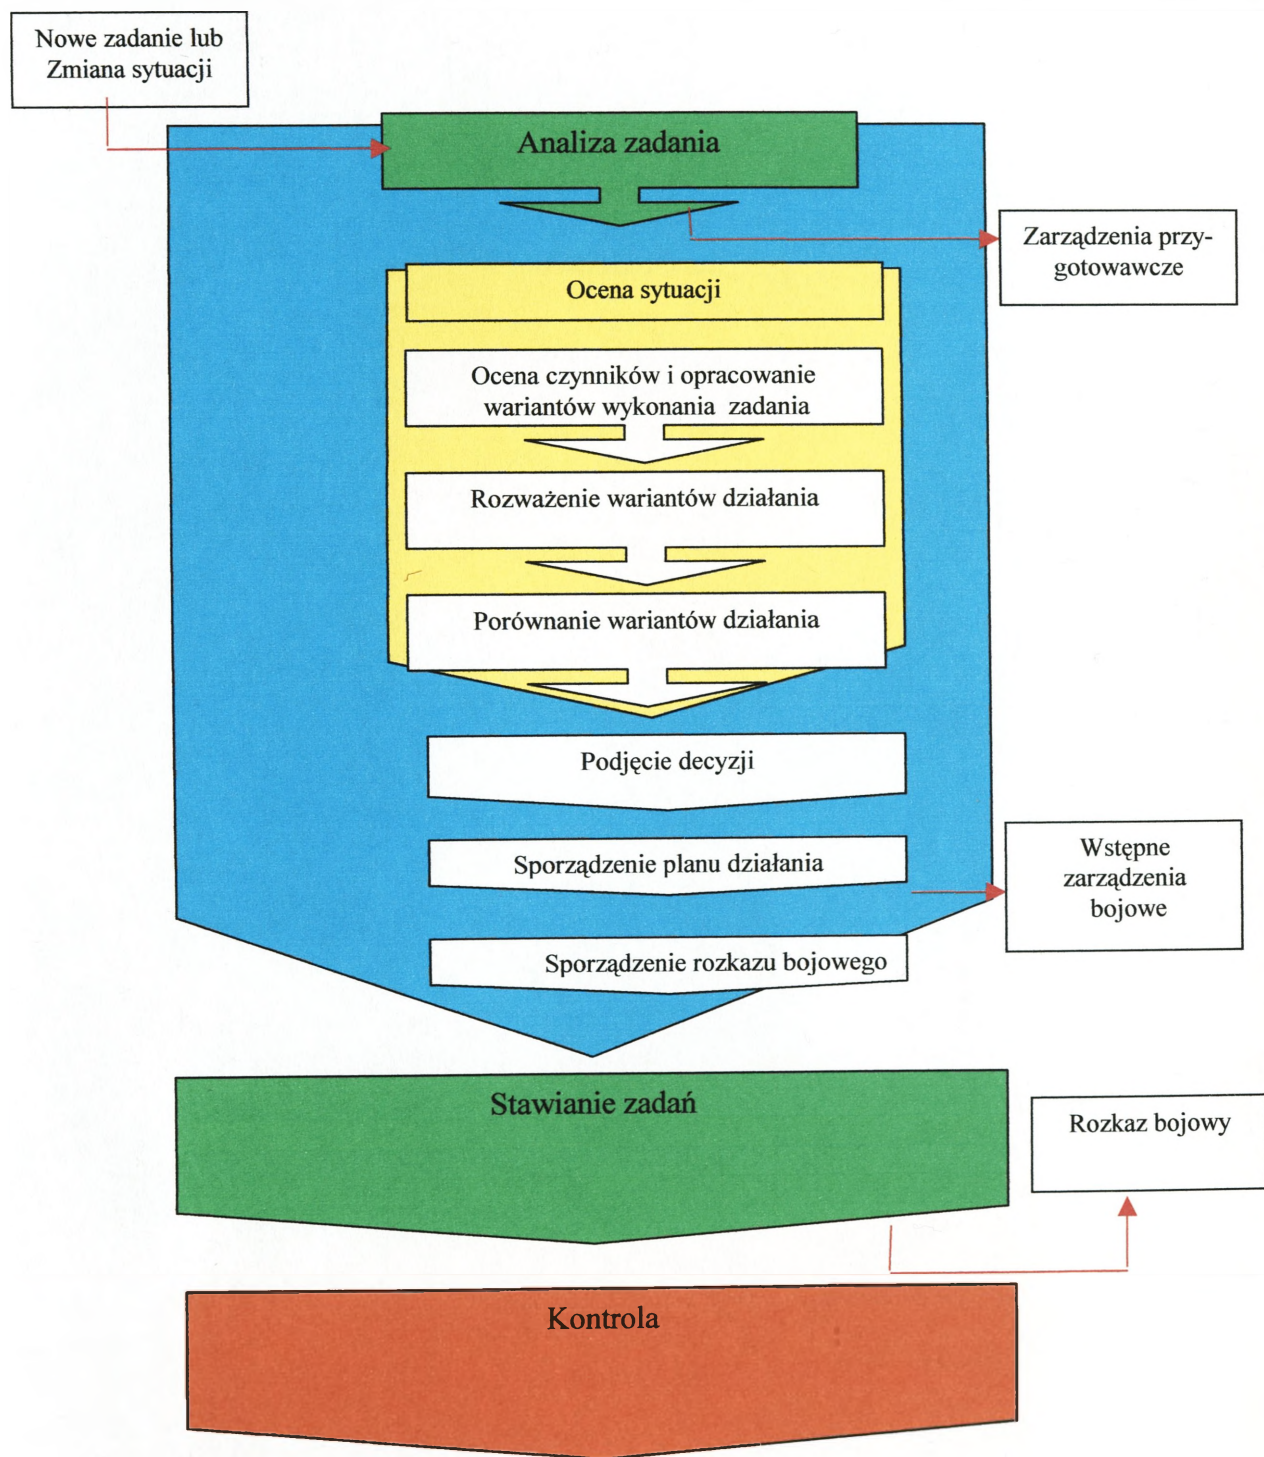 Nowe zadanie lub
Zmiana sytuacji
Analiza zadania
Zarządzenia przy-
gotowawcze
Ocena sytuacji
Ocena czynników i opracowanie
wariantów wykonania zadania
Rozważenie wariantów działania
Porównanie wariantów działania
Podjęcie decyzji
Sporządzenie planu działania
Wstępne
zarządzenia
bojowe
Sporządzenie rozkazu bojowego
Stawianie zadań
Rozkaz bojowy
Kontrola